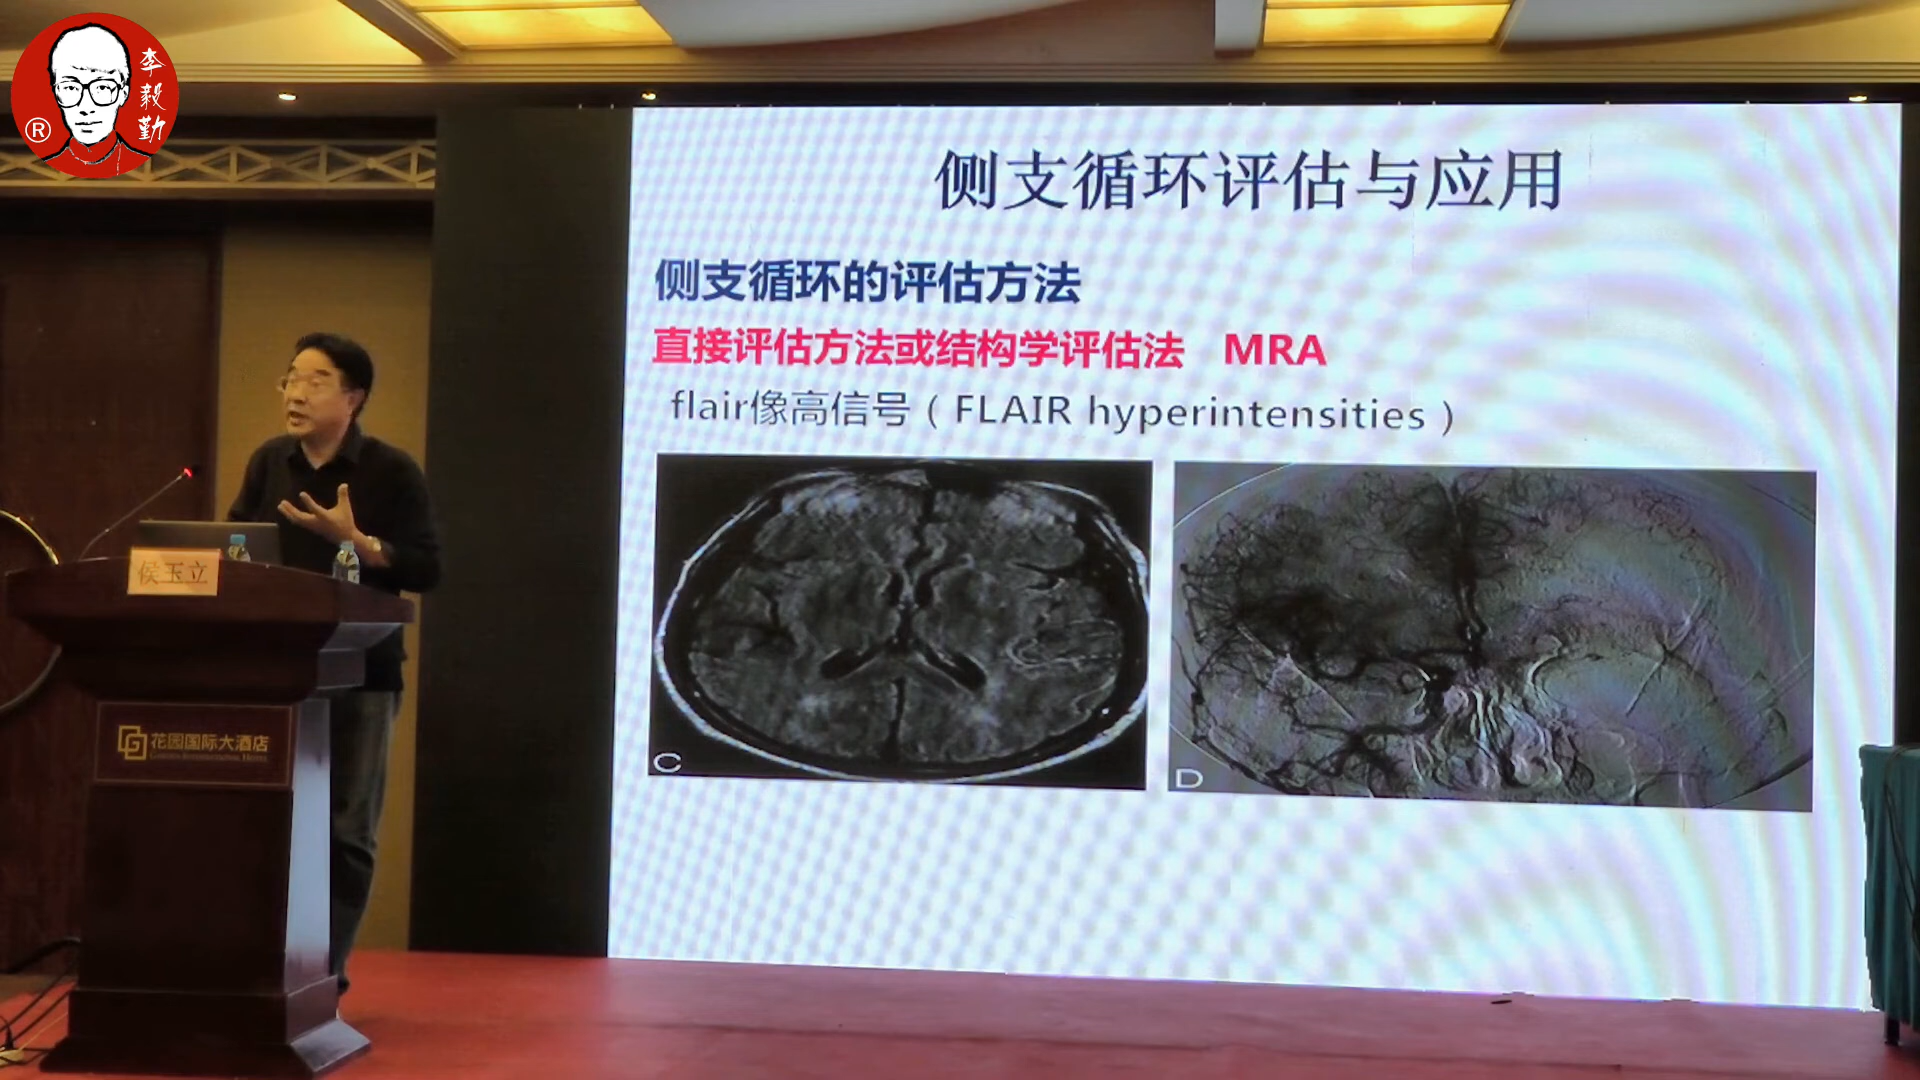 李毅勤
®
侧支循环评估与应用
侧支循环的评估方法
直接评估方法或结构学评估法 MRA
flair像高信号（FLAIR hyperintensities）
C
D
侯玉立
花园国际大酒店